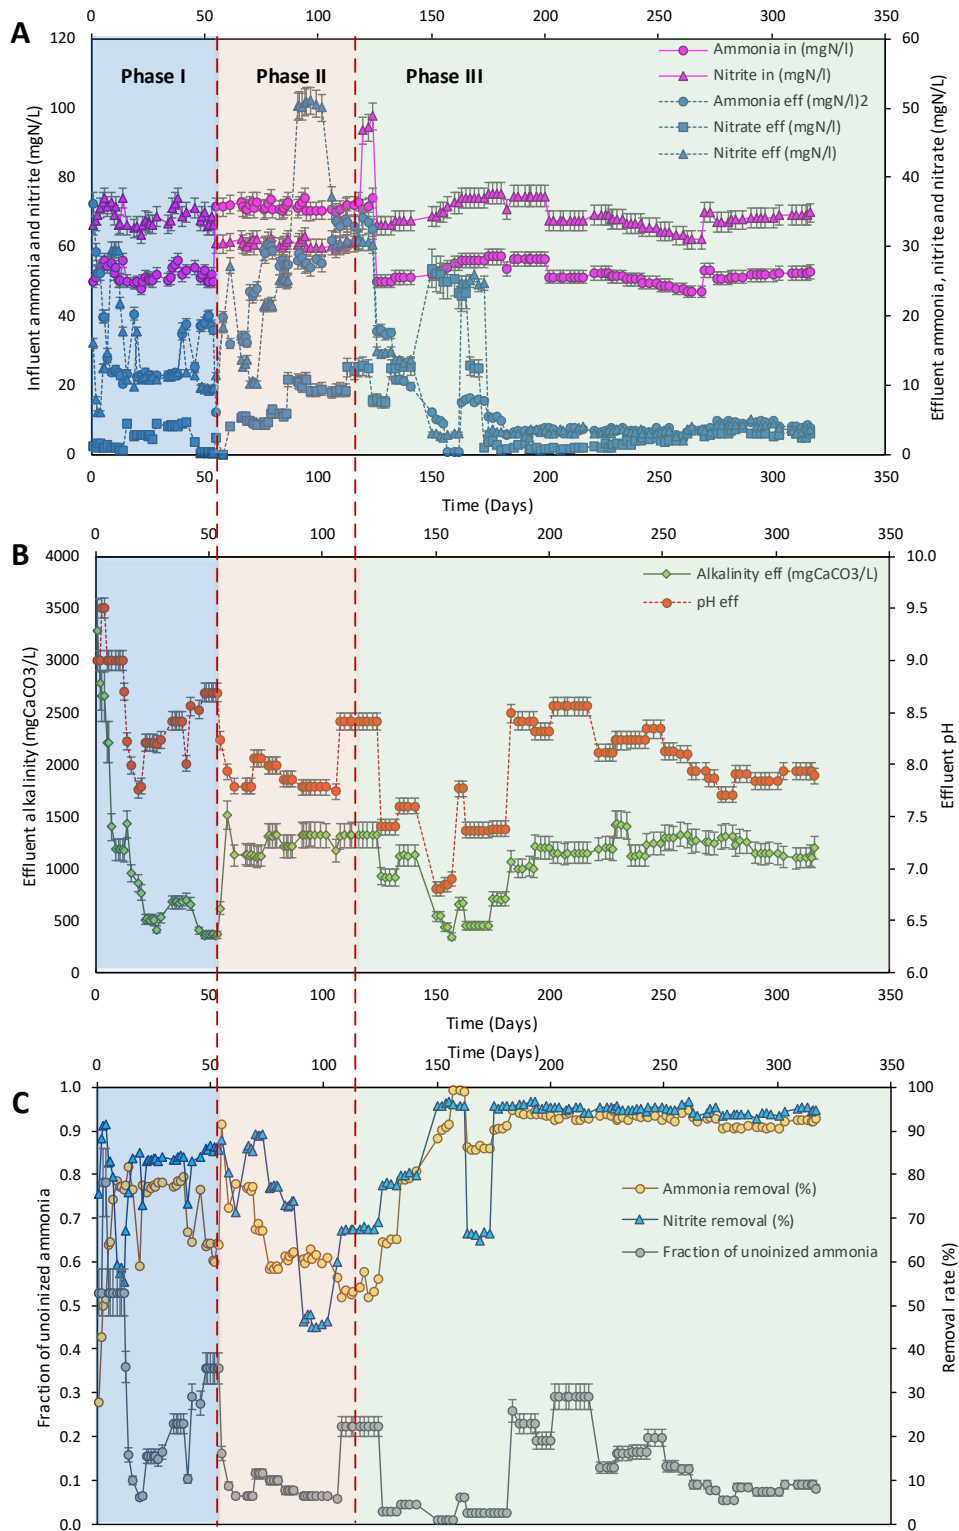 0 50 100 150 200 250 300 350
A
120 60
Phase I Phase II Phase III
Ammonia in (mgN/l)
Nitrite in (mgN/l)
Ammonia eff (mgN/l)2
Nitrate eff (mgN/l)
Nitrite eff (mgN/l)
100 50
80 40
60 30
40 20
20 10
0 0
Influent ammonia and nitrite (mgN/L)
Effluent ammonia, nitrite and nitrate (mgN/L)
0 50 100 150 200 250 300 350
Time (Days)
0 50 100 150 200 250 300 350
B
4000 10.0
Alkalinity eff (mgCaCO3/L)
pH eff
3500 9.5
3000 9.0
2500 8.5
2000 8.0
1500 7.5
1000 7.0
500 6.5
0 6.0
Effluent alkalinity (mgCaCO3/L)
Effluent pH
0 50 100 150 200 250 300 350
Time (Days)
Time (Days)
0 50 100 150 200 250 300 350
C
1.0 100
0.9 90
0.8 80
Ammonia removal (%)
Nitrite removal (%)
Fraction of unoinized ammonia
0.7 70
0.6 60
0.5 50
0.4 40
0.3 30
0.2 20
0.1 10
0.0 0
Fraction of unoinized ammonia
Removal rate (%)